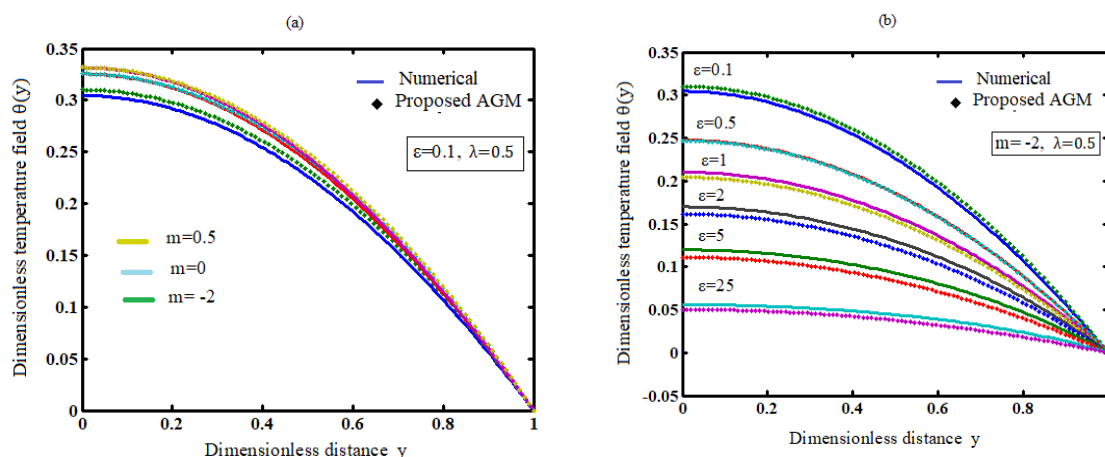 (a)
0.35
0.3
0.25
0.2
0.15
0.1
0.05
0
Dimensionless temperature field θ(y)
Numerical
Proposed AGM
ε=0.1, λ=0.5
m=0.5
m=0
m= -2
0 0.2 0.4 0.6 0.8 1
Dimensionless distance y
(b)
0.35
0.3
0.25
0.2
0.15
0.1
0.05
0
-0.05
Dimensionless temperature field θ(y)
Numerical
Proposed AGM
m= -2, λ=0.5
ε=0.1
ε=0.5
ε=1
ε=2
ε=5
ε=25
0 0.2 0.4 0.6 0.8
Dimensionless distance y